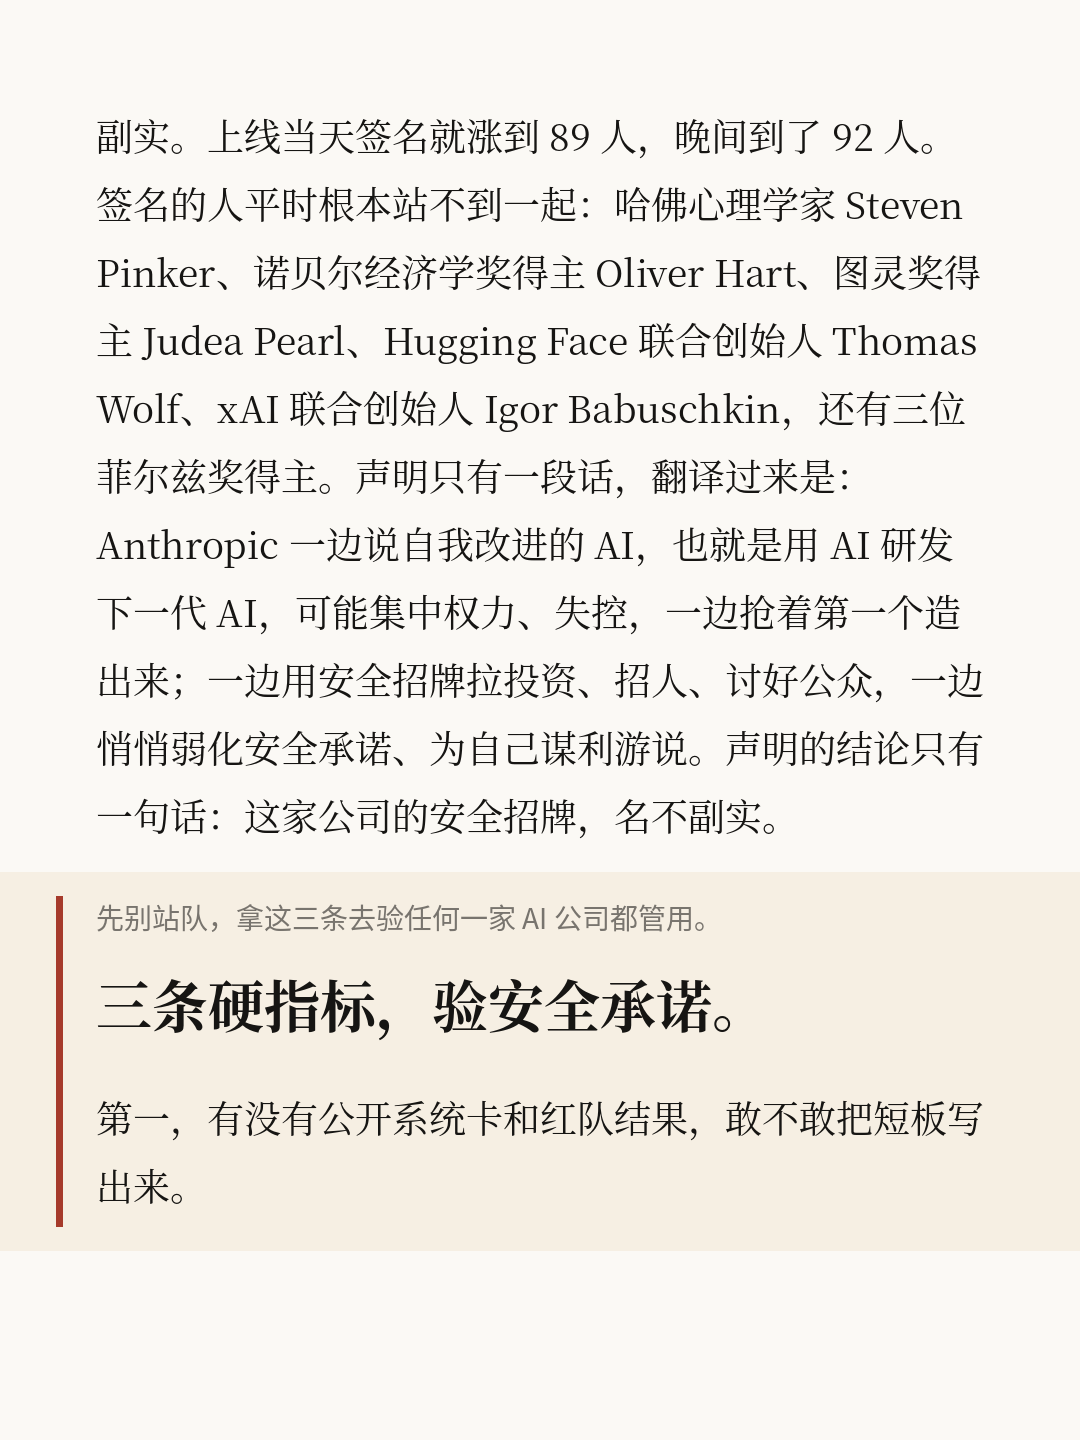 副实。上线当天签名就涨到 89 人，晚间到了 92 人。
签名的人平时根本站不到一起：哈佛心理学家 Steven
Pinker、诺贝尔经济学奖得主 Oliver Hart、图灵奖得
主 Judea Pearl、Hugging Face 联合创始人 Thomas
Wolf、xAI 联合创始人 Igor Babuschkin，还有三位
菲尔兹奖得主。声明只有一段话，翻译过来是：
Anthropic 一边说自我改进的 AI，也就是用 AI 研发
下一代 AI，可能集中权力、失控，一边抢着第一个造
出来；一边用安全招牌拉投资、招人、讨好公众，一边
悄悄弱化安全承诺、为自己谋利游说。声明的结论只有
一句话：这家公司的安全招牌，名不副实。
先别站队，拿这三条去验任何一家 AI 公司都管用。
三条硬指标，验安全承诺。
第一，有没有公开系统卡和红队结果，敢不敢把短板写
出来。